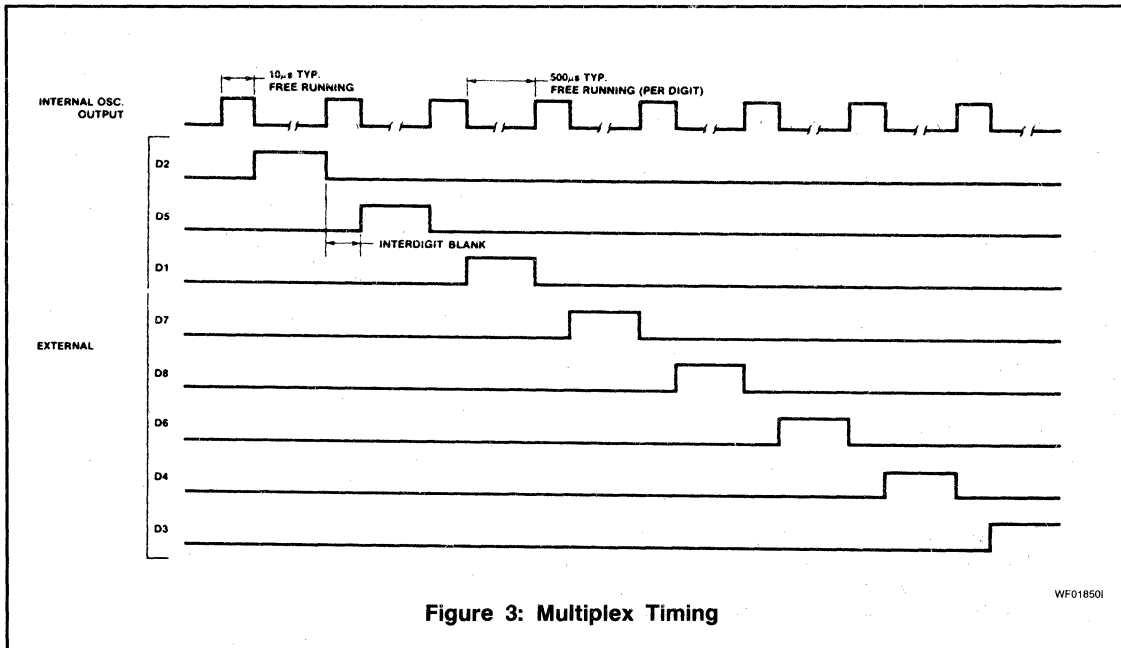 10μs TYP.
FREE RUNNING
500μs TYP.
FREE RUNNING (PER DIGIT)
INTERNAL OSC.
OUTPUT
D2
D5
INTERDIGIT BLANK
D1
D7
EXTERNAL
D8
D6
D4
D3
WF01850I
Figure 3: Multiplex Timing